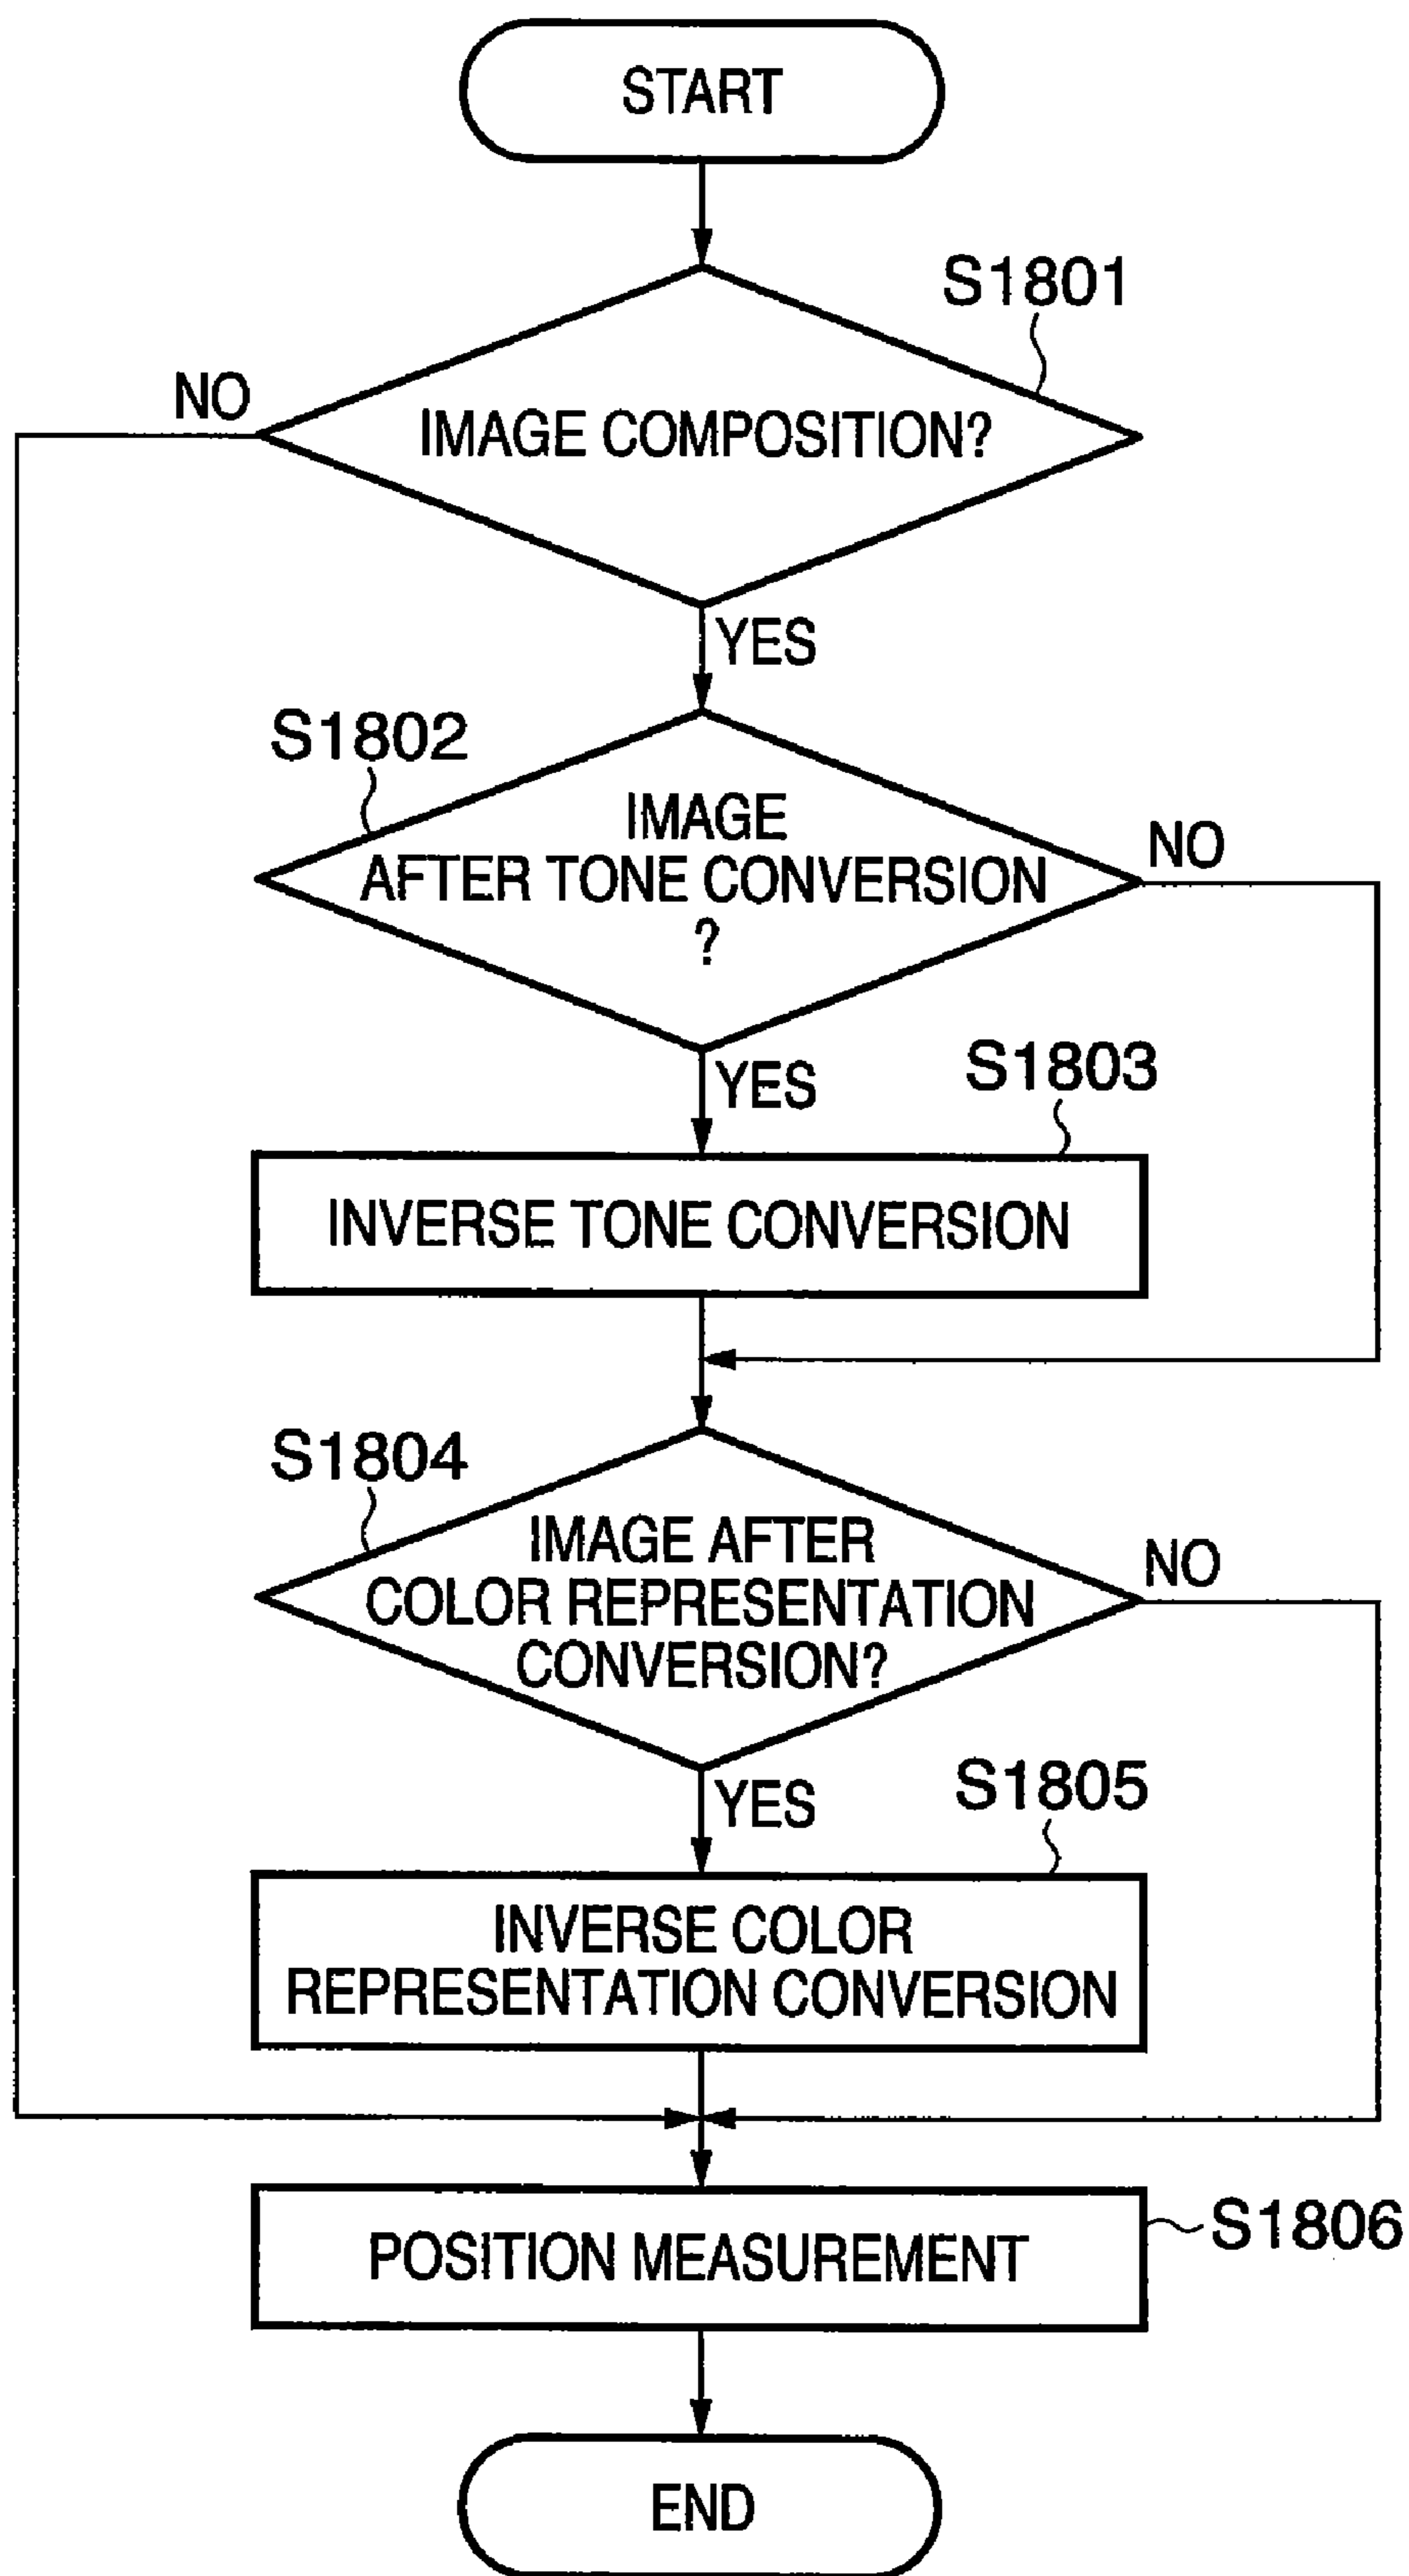 START
S1801
NO
IMAGE COMPOSITION?
YES
S1802
IMAGE
AFTER TONE CONVERSION
?
NO
YES
S1803
INVERSE TONE CONVERSION
S1804
IMAGE AFTER
COLOR REPRESENTATION
CONVERSION?
NO
YES
S1805
INVERSE COLOR
REPRESENTATION CONVERSION
POSITION MEASUREMENT
S1806
END